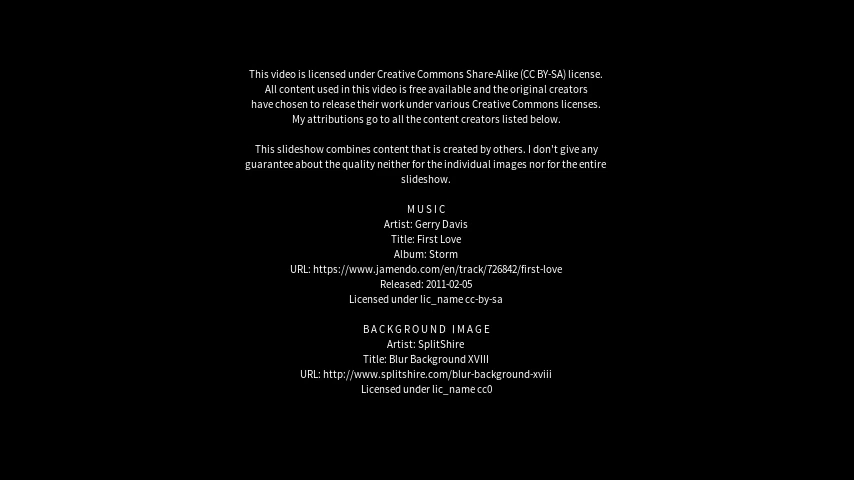 This video is licensed under Creative Commons Share-Alike (CC BY-SA) license.
All content used in this video is free available and the original creators
have chosen to release their work under various Creative Commons licenses.
My attributions go to all the content creators listed below.
This slideshow combines content that is created by others. I don't give any
guarantee about the quality neither for the individual images nor for the entire
slideshow.
MUSIC
Artist: Gerry Davis
Title: First Love
Album: Storm
URL: https://www.jamendo.com/en/track/726842/first-love
Released: 2011-02-05
Licensed under lic_name cc-by-sa
BACKGROUND IMAGE
Artist: SplitShire
Title: Blur Background XVIII
URL: http://www.splitshire.com/blur-background-xviii
Licensed under lic_name cc0